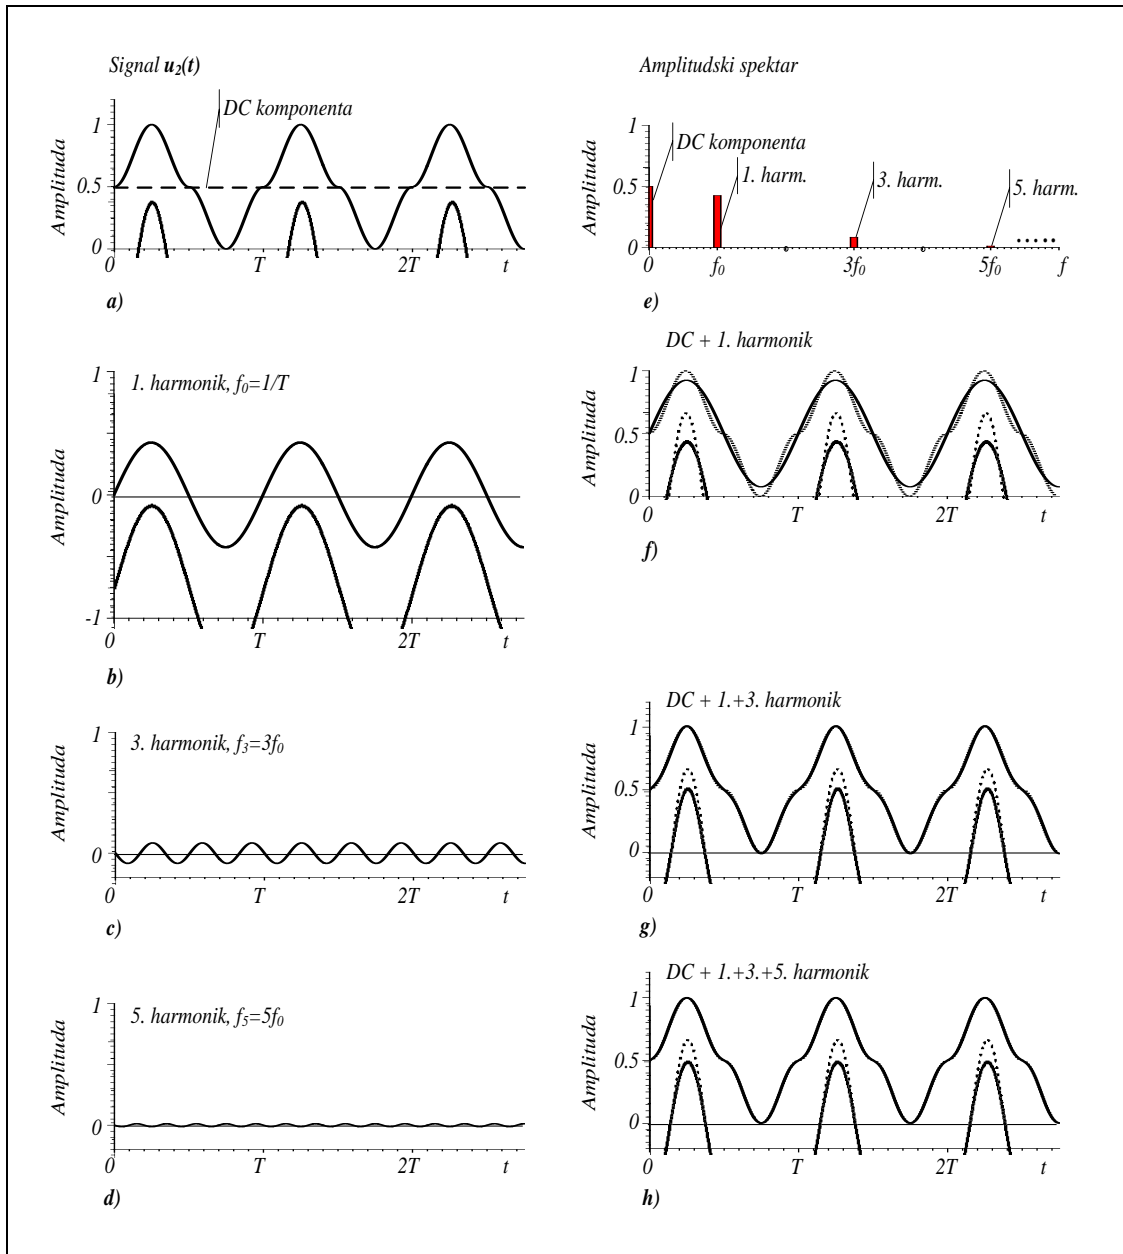 Signal u₂(t)
DC komponenta
Amplituda
1
0.5
0
0 T 2T t
a)
1. harmonik, f₀=1/T
Amplituda
1
0
-1
0 T 2T t
b)
3. harmonik, f₃=3f₀
Amplituda
1
0
0 T 2T t
c)
5. harmonik, f₅=5f₀
Amplituda
1
0
0 T 2T t
d)
Amplitudski spektar
DC komponenta
1. harm.
3. harm.
5. harm.
Amplituda
1
0.5
0
0 f₀ 3f₀ 5f₀ f
e)
DC + 1. harmonik
Amplituda
1
0.5
0
0 T 2T t
f)
DC + 1.+3. harmonik
Amplituda
1
0.5
0
0 T 2T t
g)
DC + 1.+3.+5. harmonik
Amplituda
1
0.5
0
0 T 2T t
h)